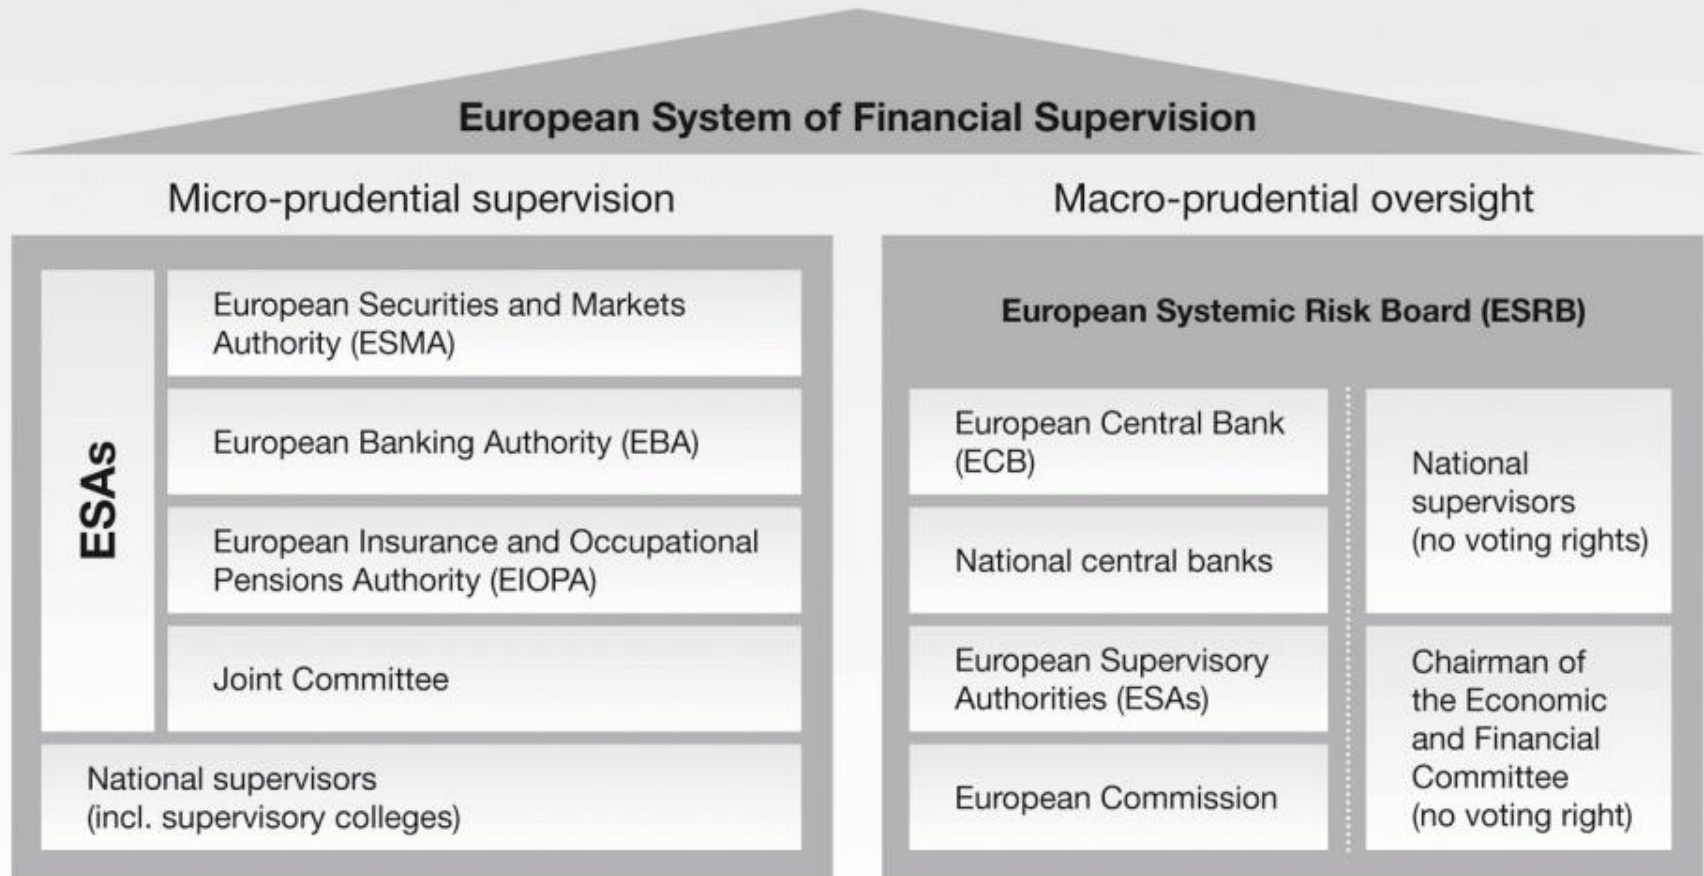 European System of Financial Supervision
Micro-prudential supervision
ESAs
European Securities and Markets
Authority (ESMA)
European Banking Authority (EBA)
European Insurance and Occupational
Pensions Authority (EIOPA)
Joint Committee
National supervisors
(incl. supervisory colleges)
Macro-prudential oversight
European Systemic Risk Board (ESRB)
European Central Bank
(ECB)
National central banks
European Supervisory
Authorities (ESAs)
European Commission
National
supervisors
(no voting rights)
Chairman of
the Economic
and Financial
Committee
(no voting right)